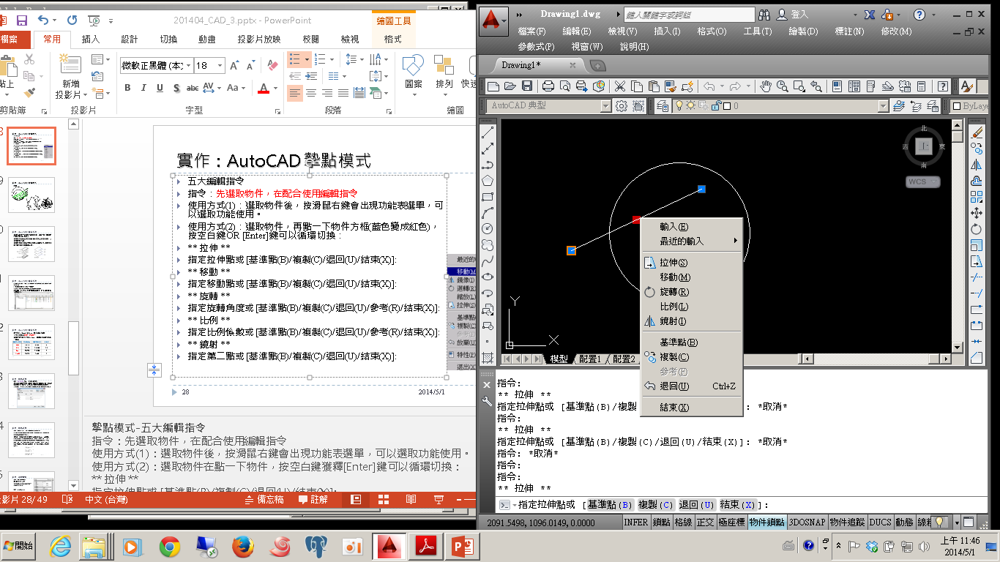 201404_CAD_3.pptx - PowerPoint
繪圖工具
檔案
常用
插入
設計
切換
動畫
投影片放映
校閱
檢視
格式
新增
投影片
微軟正黑體 (本文
18
圖案
排列
剪貼簿
投影片
字型
段落
繪圖
實作：AutoCAD 摯點模式
五大編輯指令
指令：先選取物件，在配合使用編輯指令
使用方式(1)：選取物件後，按滑鼠右鍵會出現功能表選單，可
以選取功能使用。
使用方式(2)：選取物件，再點一下物件方框(藍色變成紅色)，
按空白鍵OR [Enter]鍵可以循環切換：
** 拉伸 **
指定拉伸點或 [基準點(B)/複製(C)/退回(U)/結束(X)]:
** 移動 **
指定移動點或 [基準點(B)/複製(C)/退回(U)/結束(X)]:
** 旋轉 **
指定旋轉角度或 [基準點(B)/複製(C)/退回(U)/參考(R)/結束(X)]:
** 比例 **
指定比例係數或 [基準點(B)/複製(C)/退回(U)/參考(R)/結束(X)]:
** 鏡射 **
指定第二點或 [基準點(B)/複製(C)/退回(U)/結束(X)]:
28
2014/5/1
摯點模式-五大編輯指令
指令：先選取物件，在配合使用編輯指令
使用方式(1)：選取物件後，按滑鼠右鍵會出現功能表選單，可以選取功能使用。
使用方式(2)：選取物件在點一下物件，按空白鍵獲釋[Enter]鍵可以循環切換：
** 拉伸 **
指定拉伸點或 [基準點(B)/複製(C)/退回(U)/結束(X)]:
投影片 28/ 49
中文 (台灣)
備忘稿
註解
Drawing1.dwg
鍵入關鍵字或詞組
登入
檔案(F)
編輯(E)
檢視(V)
插入(I)
格式(O)
工具(T)
繪製(D)
標註(N)
修改(M)
參數式(P)
視窗(W)
說明(H)
Drawing1*
AutoCAD 典型
0
ByLaye
北
西
上
東
南
WCS
Y
X
輸入(E)
最近的輸入
拉伸(S)
移動(M)
旋轉(R)
比例(L)
鏡射(I)
基準點(B)
複製(C)
參考(F)
退回(U) Ctrl+Z
結束(X)
模型
配置1
配置2
指令:
** 拉伸 **
指定拉伸點或 [基準點(B)/複製 : *取消*
指令:
** 拉伸 **
指定拉伸點或 [基準點(B)/複製(C)/退回(U)/結束(X)]: *取消*
指令: *取消*
指令:
指令:
** 拉伸 **
指定拉伸點或 [基準點(B) 複製(C) 退回(U) 結束(X)]:
2091.5498, 1096.0149, 0.0000
INFER 鎖點 格線 正交 極座標 物件鎖點 3DOSNAP 物件追蹤 DUCS 動態 線粗
開始
上午 11:46
2014/5/1